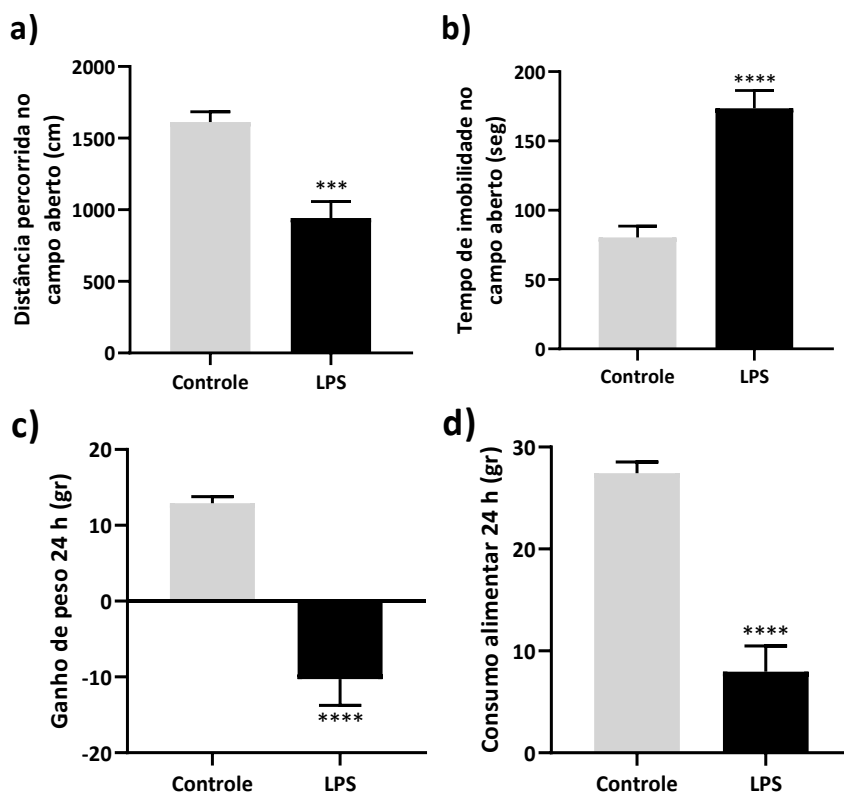 a)
Distância percorrida no
campo aberto (cm)
2000
1500
1000
500
0
***
Controle
LPS
b)
Tempo de imobilidade no
campo aberto (seg)
200
150
100
50
0
****
Controle
LPS
c)
Ganho de peso 24 h (gr)
20
10
0
-10
-20
****
Controle
LPS
d)
Consumo alimentar 24 h (gr)
30
20
10
0
****
Controle
LPS